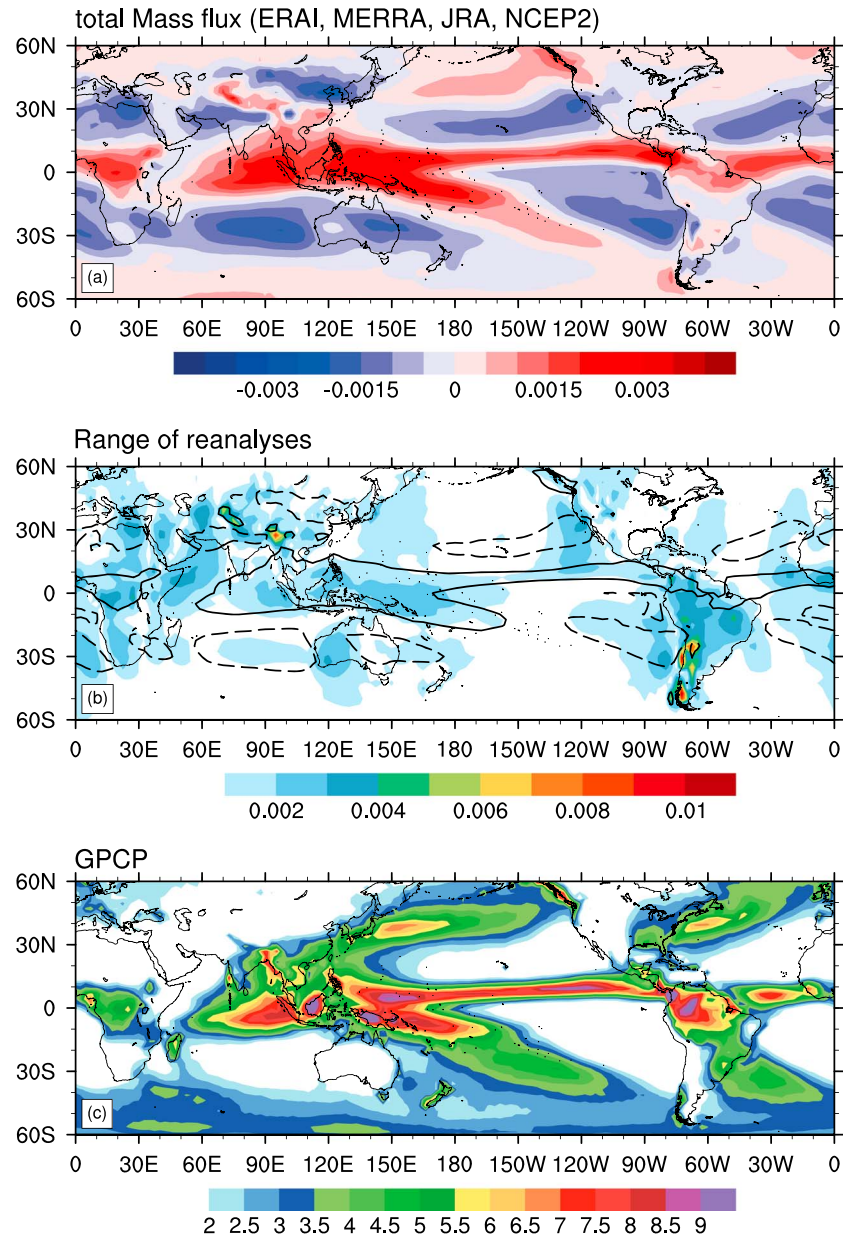 total Mass flux (ERAI, MERRA, JRA, NCEP2)
60N
30N
0
30S
60S
(a)
0 30E 60E 90E 120E 150E 180 150W 120W 90W 60W 30W 0
-0.003 -0.0015 0 0.0015 0.003
Range of reanalyses
60N
30N
0
30S
60S
(b)
0 30E 60E 90E 120E 150E 180 150W 120W 90W 60W 30W 0
0.002 0.004 0.006 0.008 0.01
GPCP
60N
30N
0
30S
60S
(c)
0 30E 60E 90E 120E 150E 180 150W 120W 90W 60W 30W 0
2 2.5 3 3.5 4 4.5 5 5.5 6 6.5 7 7.5 8 8.5 9